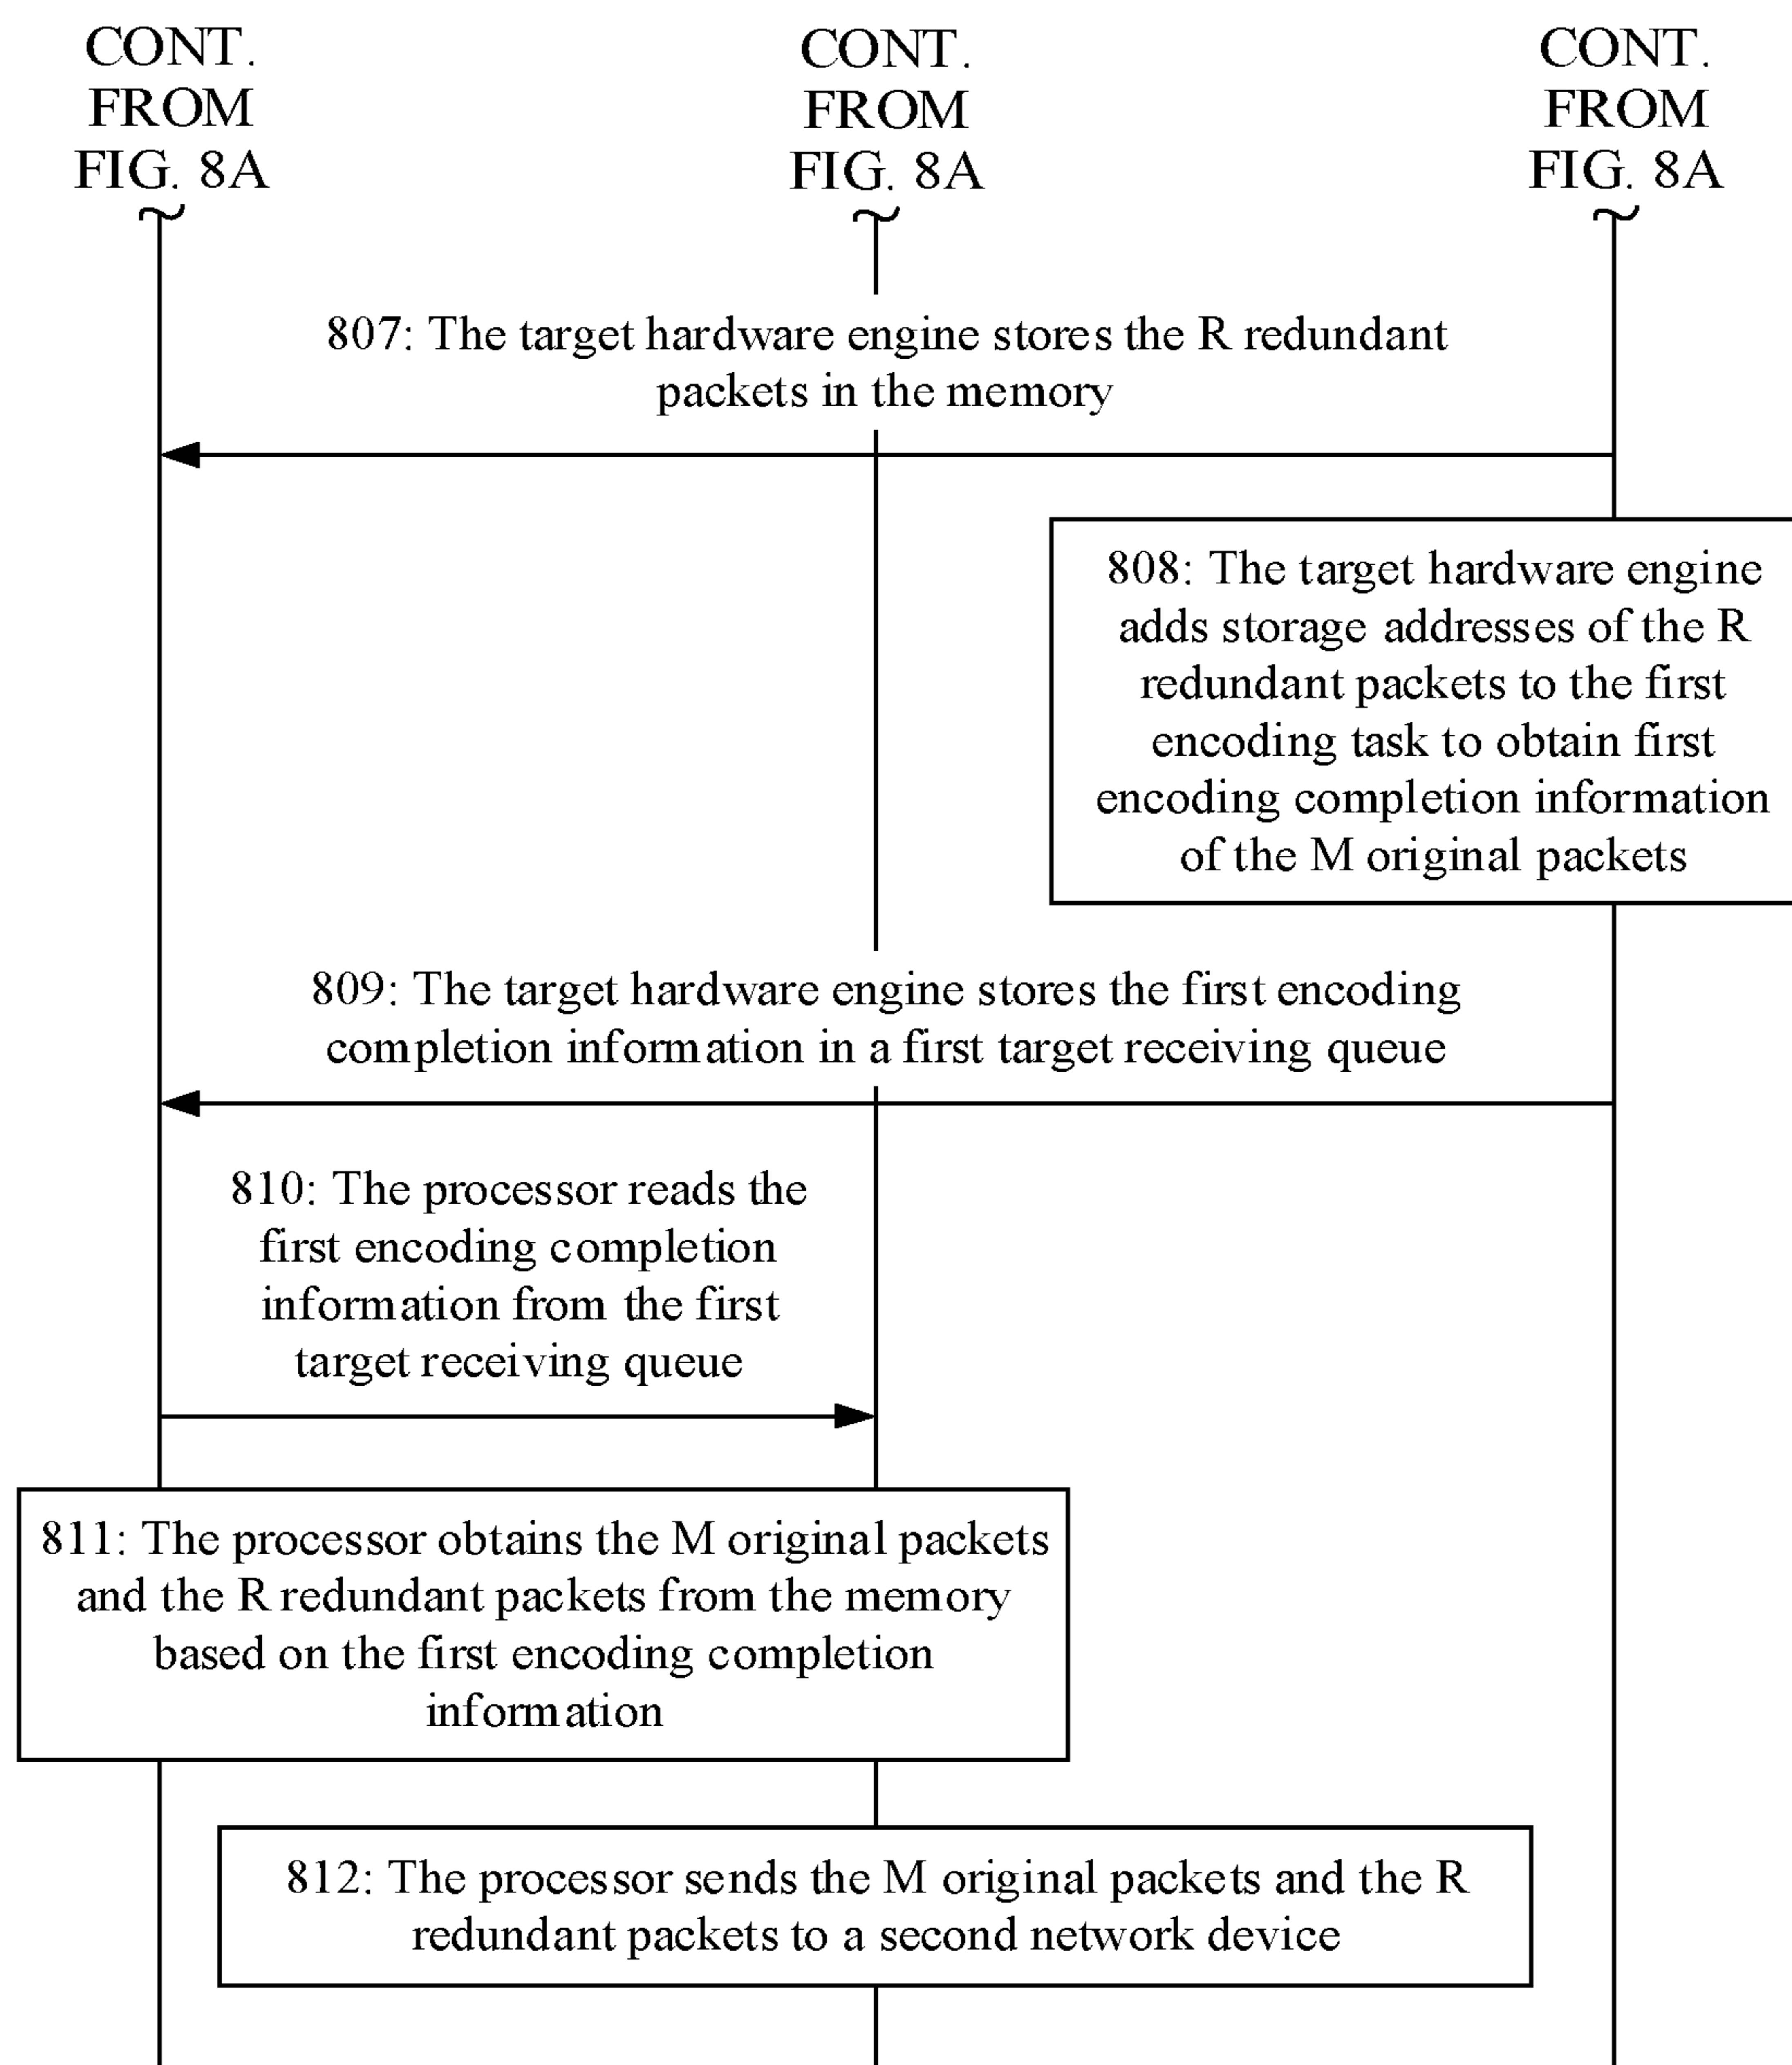 CONT.
FROM
FIG. 8A
CONT.
FROM
FIG. 8A
CONT.
FROM
FIG. 8A
807: The target hardware engine stores the R redundant
packets in the memory
808: The target hardware engine
adds storage addresses of the R
redundant packets to the first
encoding task to obtain first
encoding completion information
of the M original packets
809: The target hardware engine stores the first encoding
completion information in a first target receiving queue
810: The processor reads the
first encoding completion
information from the first
target receiving queue
811: The processor obtains the M original packets
and the R redundant packets from the memory
based on the first encoding completion
information
812: The processor sends the M original packets and the R
redundant packets to a second network device